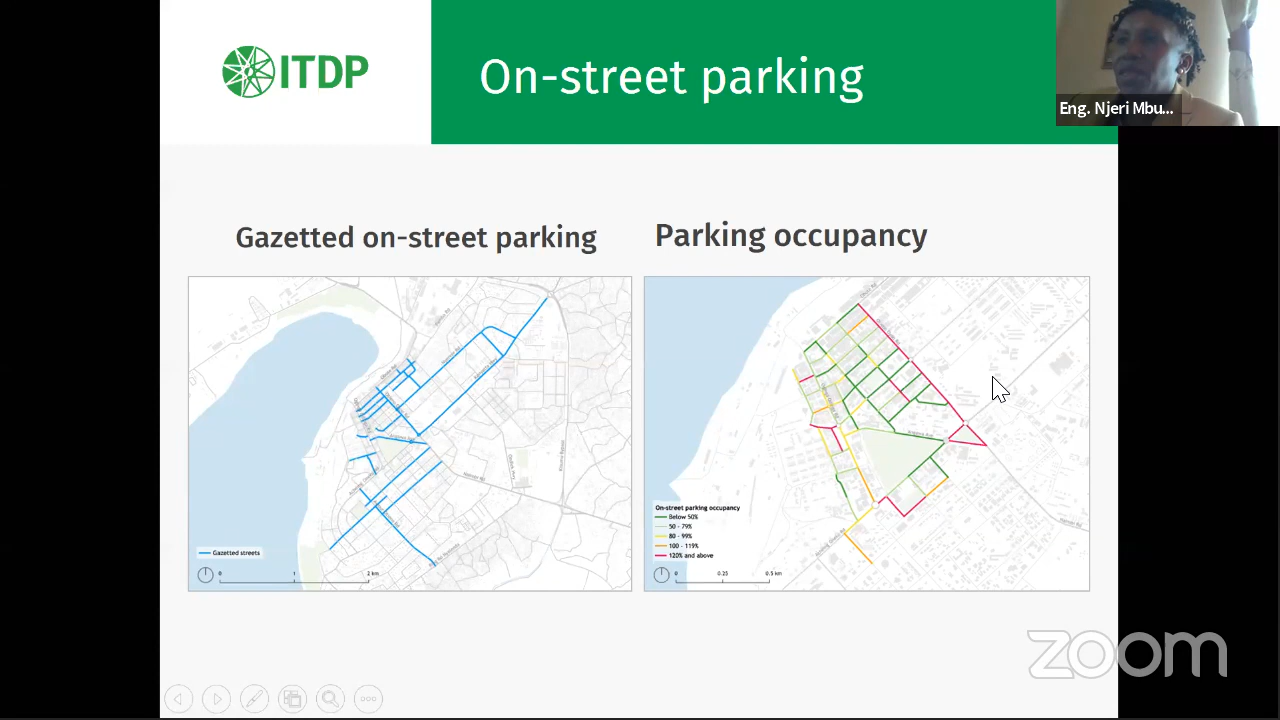 ITDP
On-street parking
Eng. Njeri Mbu...
Gazetted on-street parking
Parking occupancy
Gazetted streets
0 1 2 km
On-street parking occupancy
Below 50%
50 - 79%
80 - 99%
100 - 119%
120% and above
0 0.25 0.5 km
zoom